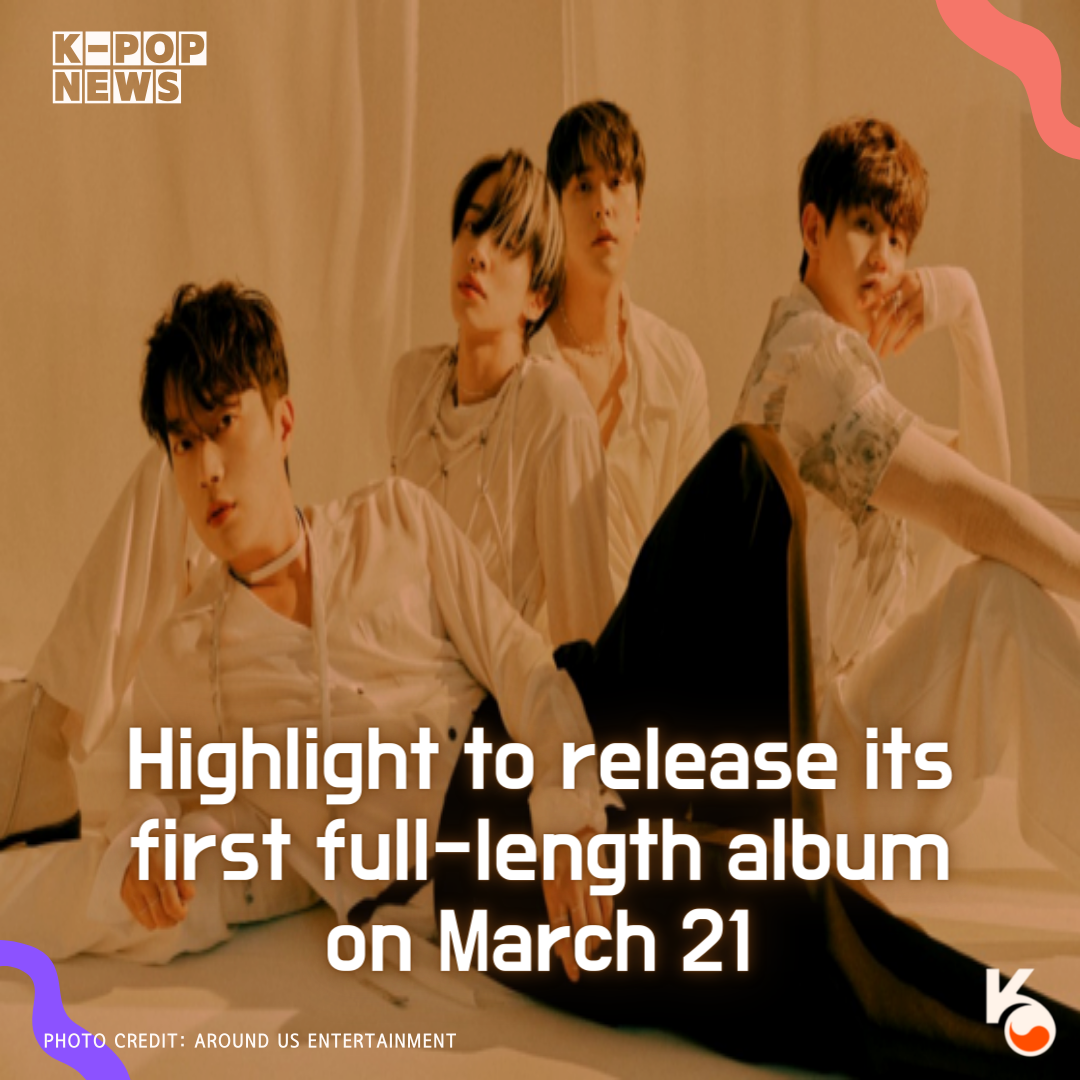 K-POP
NEWS
Highlight to release its
first full-length album
on March 21
PHOTO CREDIT: AROUND US ENTERTAINMENT